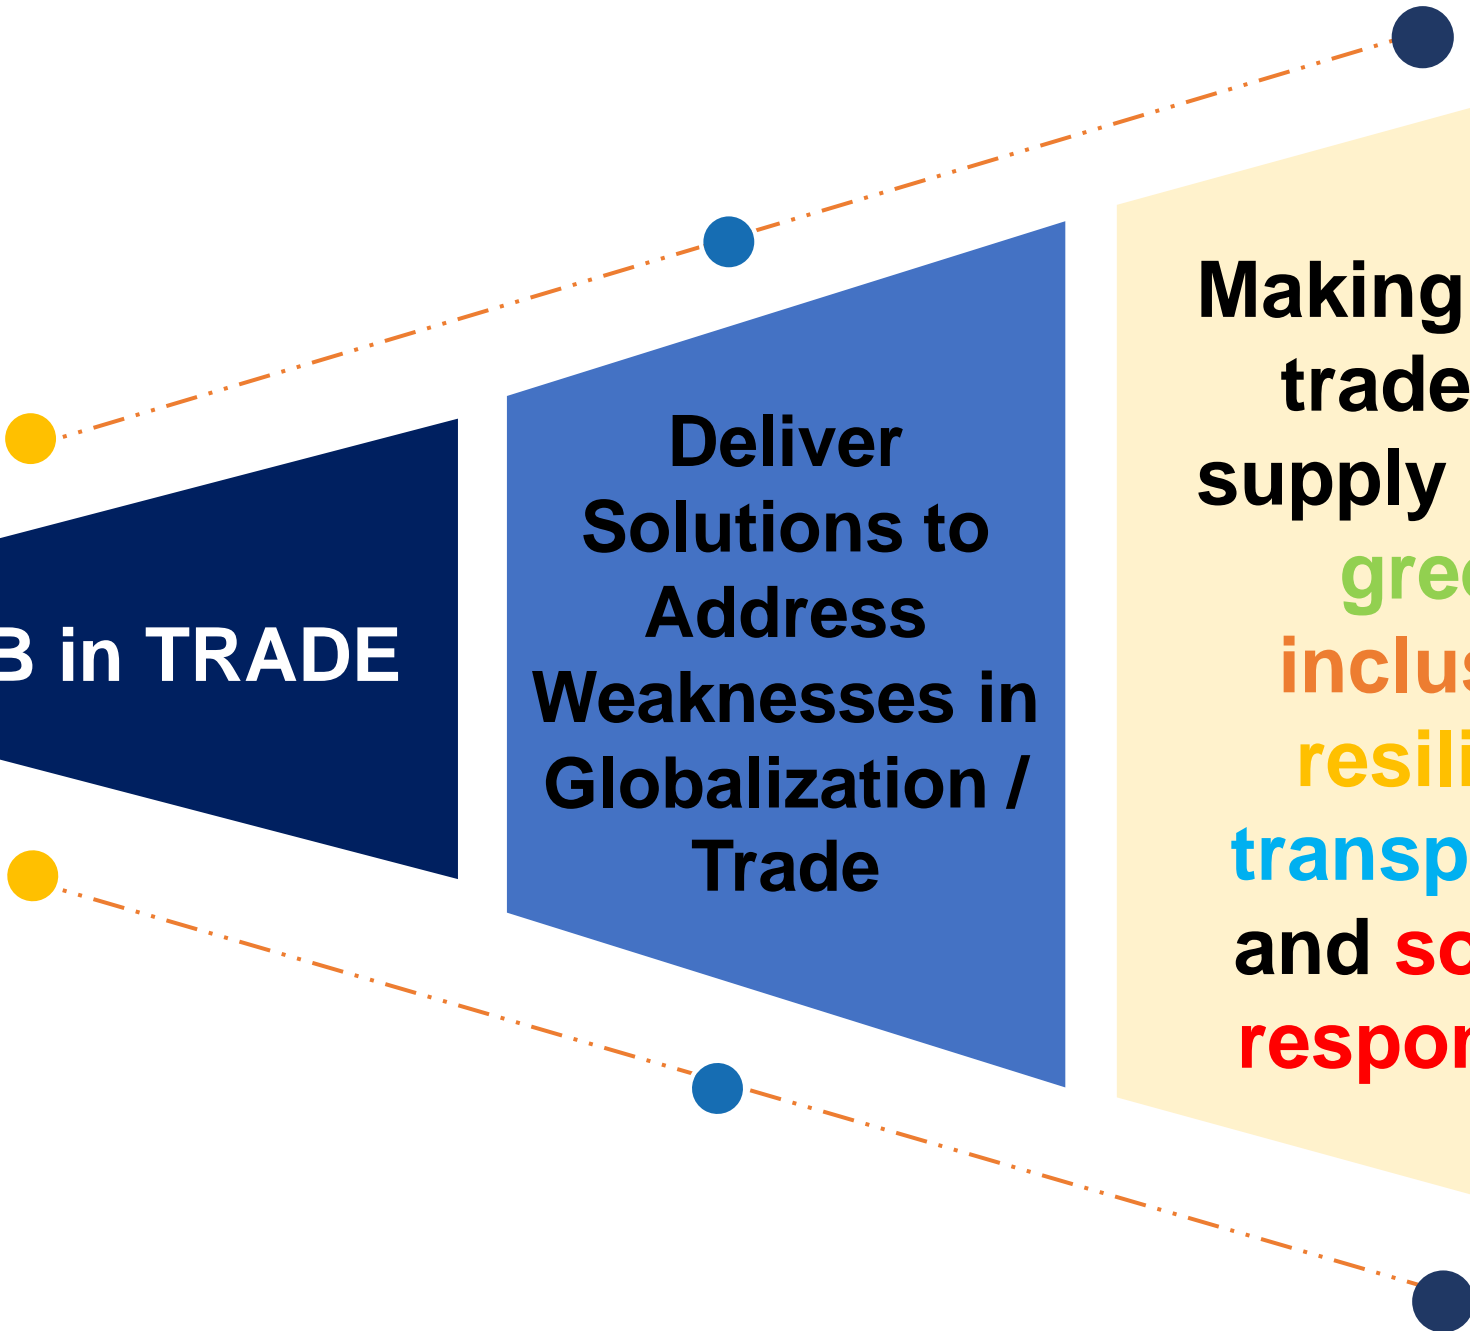 B in TRADE
Deliver
Solutions to
Address
Weaknesses in
Globalization /
Trade
Making
trade
supply
and